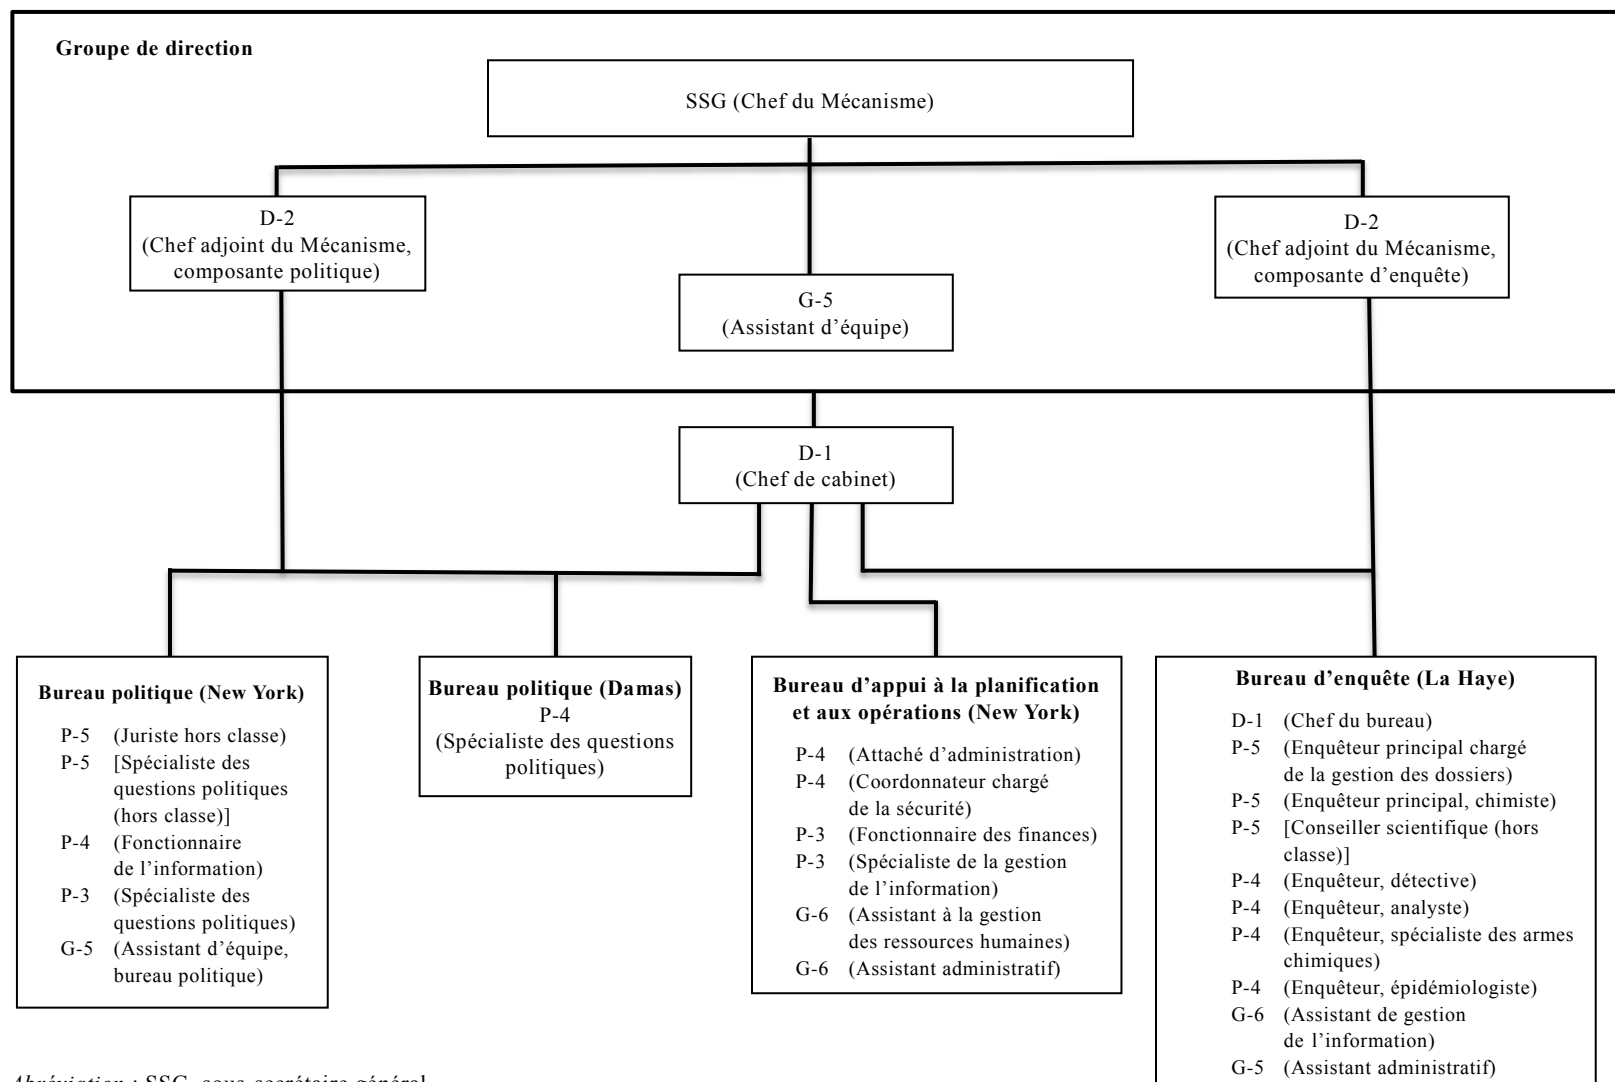 Groupe de direction
SSG (Chef du Mécanisme)
D-2
(Chef adjoint du Mécanisme,
composante politique)
G-5
(Assistant d’équipe)
D-2
(Chef adjoint du Mécanisme,
composante d’enquête)
D-1
(Chef de cabinet)
Bureau politique (New York)
P-5 (Juriste hors classe)
P-5 [Spécialiste des
questions politiques
(hors classe)]
P-4 (Fonctionnaire
de l’information)
P-3 (Spécialiste des
questions politiques)
G-5 (Assistant d’équipe,
bureau politique)
Bureau politique (Damas)
P-4
(Spécialiste des questions
politiques)
Bureau d’appui à la planification
et aux opérations (New York)
P-4 (Attaché d’administration)
P-4 (Coordonnateur chargé
de la sécurité)
P-3 (Fonctionnaire des finances)
P-3 (Spécialiste de la gestion
de l’information)
G-6 (Assistant à la gestion
des ressources humaines)
G-6 (Assistant administratif)
Bureau d’enquête (La Haye)
D-1 (Chef du bureau)
P-5 (Enquêteur principal chargé
de la gestion des dossiers)
P-5 (Enquêteur principal, chimiste)
P-5 [Conseiller scientifique (hors
classe)]
P-4 (Enquêteur, détective)
P-4 (Enquêteur, analyste)
P-4 (Enquêteur, spécialiste des armes
chimiques)
P-4 (Enquêteur, épidémiologiste)
G-6 (Assistant de gestion
de l’information)
G-5 (Assistant administratif)
Abréviation : SSG, sous-secrétaire général